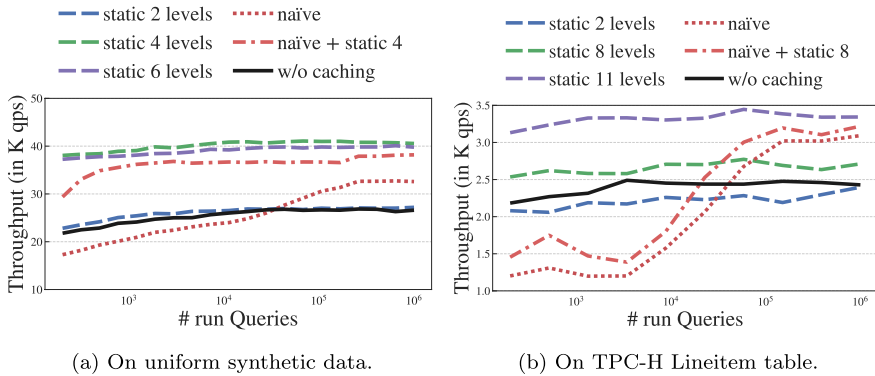 static 2 levels
naïve
static 4 levels
naïve + static 4
static 6 levels
w/o caching
Throughput (in K qps)
50
40
30
20
10
10³
10⁴
10⁵
10⁶
# run Queries
(a) On uniform synthetic data.
static 2 levels
naïve
static 8 levels
naïve + static 8
static 11 levels
w/o caching
Throughput (in K qps)
3.5
3.0
2.5
2.0
1.5
1.0
10³
10⁴
10⁵
10⁶
# run Queries
(b) On TPC-H Lineitem table.